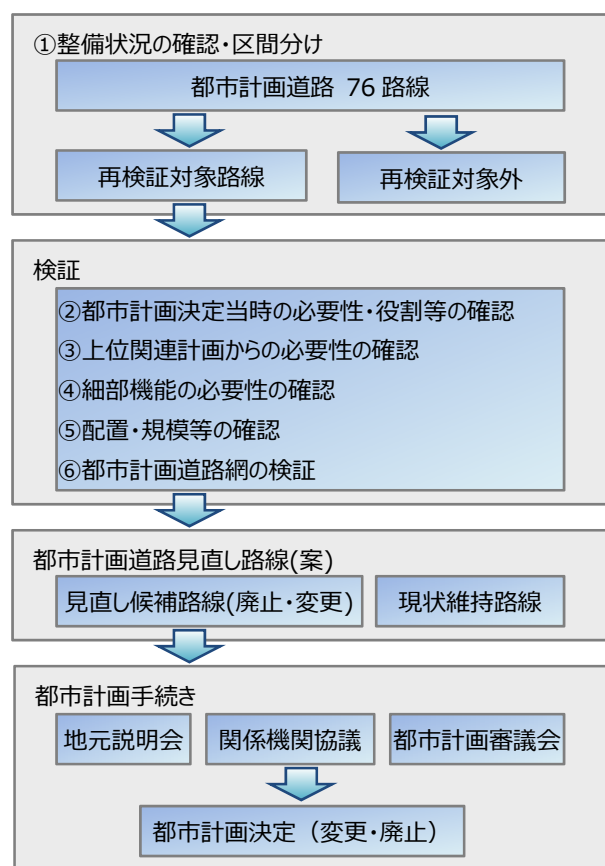 ①整備状況の確認・区間分け
都市計画道路 76 路線
再検証対象路線
再検証対象外
検証
②都市計画決定当時の必要性・役割等の確認
③上位関連計画からの必要性の確認
④細部機能の必要性の確認
⑤配置・規模等の確認
⑥都市計画道路網の検証
都市計画道路見直し路線(案)
見直し候補路線(廃止・変更)
現状維持路線
都市計画手続き
地元説明会
関係機関協議
都市計画審議会
都市計画決定（変更・廃止）